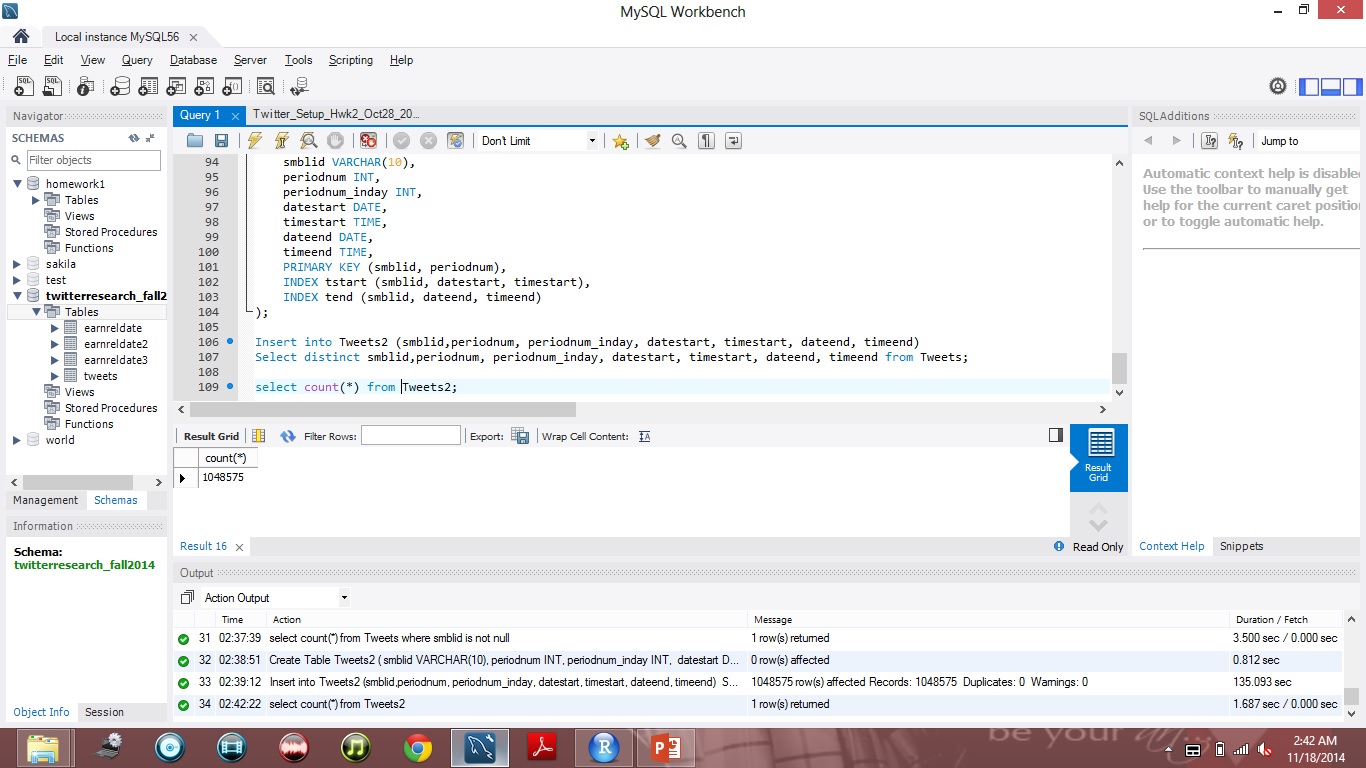 MySQL Workbench
Local instance MySQL56
File Edit View Query Database Server Tools Scripting Help
Navigator
SCHEMAS
Filter objects
homework1
Tables
Views
Stored Procedures
Functions
sakila
test
twitterresearch_fall2
Tables
earnreldate
earnreldate2
earnreldate3
tweets
Views
Stored Procedures
Functions
world
Management Schemas
Information
Schema:
twitterresearch_fall2014
Object Info Session
Query 1 Twitter_Setup_Hwk2_Oct28_20...
Don't Limit
94 smblid VARCHAR(10),
95 periodnum INT,
96 periodnum_inday INT,
97 datestart DATE,
98 timestart TIME,
99 dateend DATE,
100 timeend TIME,
101 PRIMARY KEY (smblid, periodnum),
102 INDEX tstart (smblid, datestart, timestart),
103 INDEX tend (smblid, dateend, timeend)
104 );
105
106 Insert into Tweets2 (smblid,periodnum, periodnum_inday, datestart, timestart, dateend, timeend)
107 Select distinct smblid,periodnum, periodnum_inday, datestart, timestart, dateend, timeend from Tweets;
108
109 select count(*) from Tweets2;
Result Grid Filter Rows: Export: Wrap Cell Content:
count(*)
1048575
Result
Grid
Result 16
Read Only
SQLAdditions
Jump to
Automatic context help is disabled
Use the toolbar to manually get
help for the current caret position
or to toggle automatic help.
Context Help Snippets
Output
Action Output
Time Action Message Duration / Fetch
31 02:37:39 select count(*) from Tweets where smblid is not null 1 row(s) returned 3.500 sec / 0.000 sec
32 02:38:51 Create Table Tweets2 ( smblid VARCHAR(10), periodnum INT, periodnum_inday INT, datestart D... 0 row(s) affected 0.812 sec
33 02:39:12 Insert into Tweets2 (smblid,periodnum, periodnum_inday, datestart, timestart, dateend, timeend) S... 1048575 row(s) affected Records: 1048575 Duplicates: 0 Warnings: 0 135.093 sec
34 02:42:22 select count(*) from Tweets2 1 row(s) returned 1.687 sec / 0.000 sec
be your
2:42 AM
11/18/2014